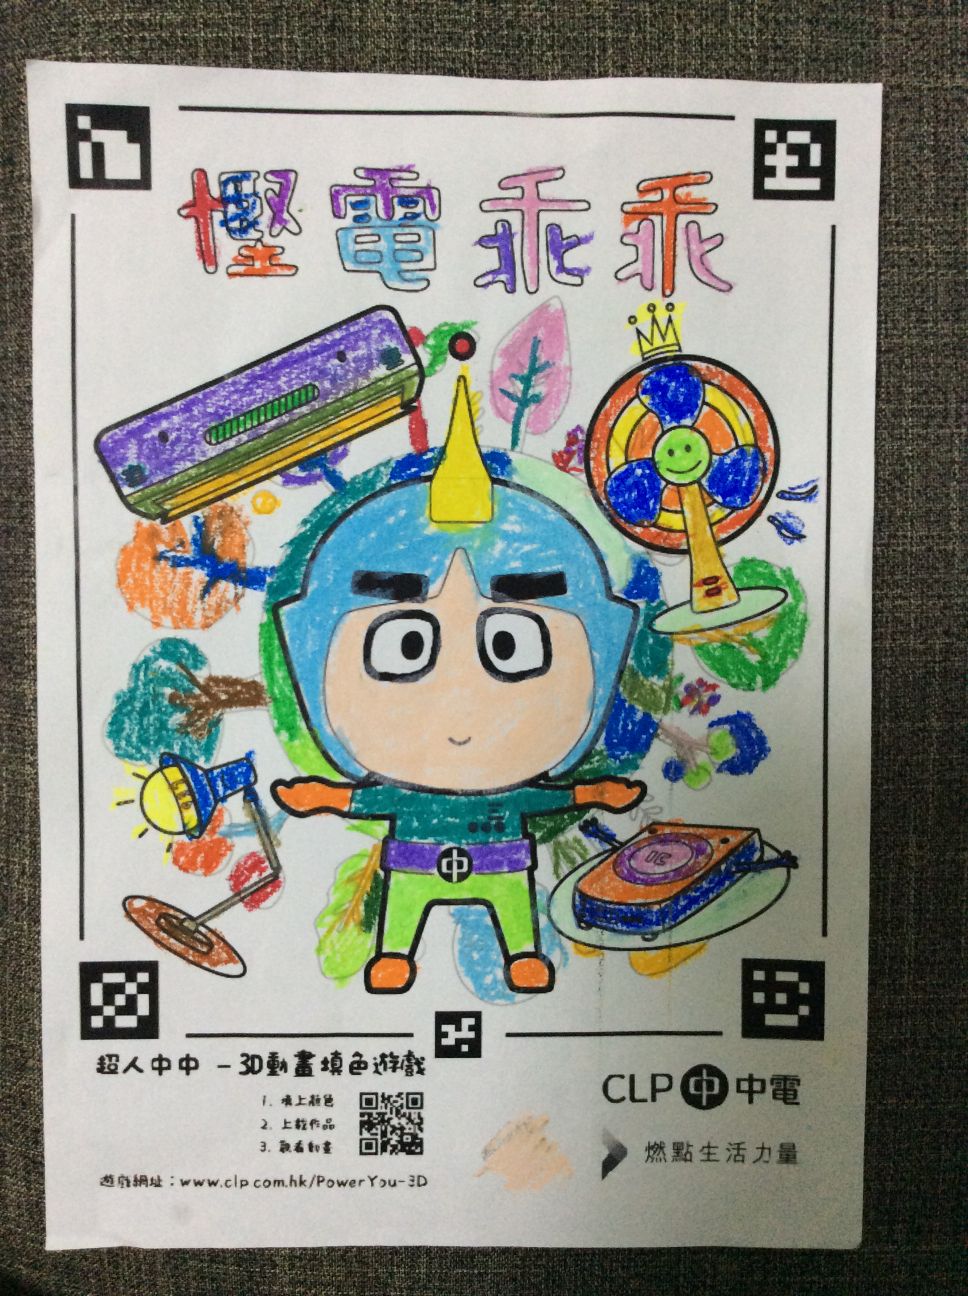 慳電乖乖
中
超人中中 － 3D動畫填色遊戲
1. 填上顏色
2. 上載作品
3. 觀看動畫
遊戲網址：www.clp.com.hk/PowerYou-3D
CLP 中 中電
燃點生活力量